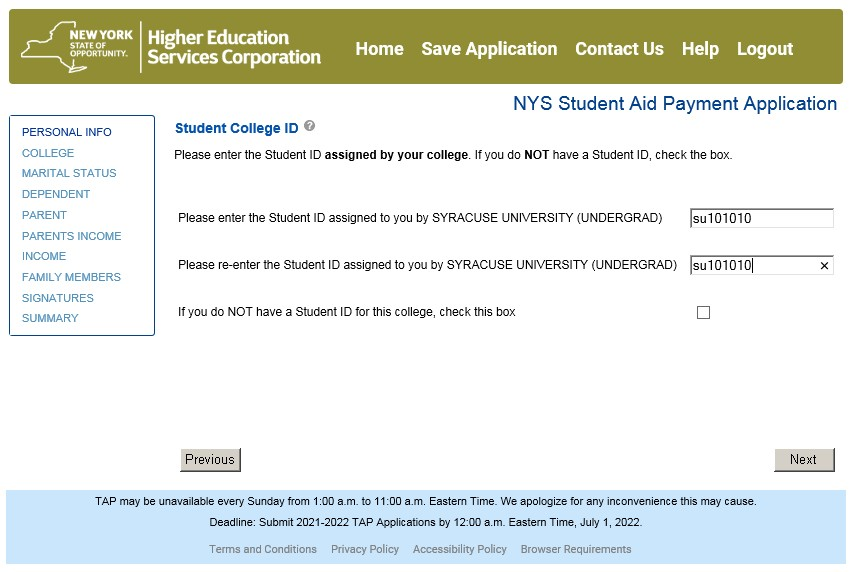 NEW YORK
STATE OF
OPPORTUNITY.
Higher Education
Services Corporation
Home Save Application Contact Us Help Logout
NYS Student Aid Payment Application
PERSONAL INFO
COLLEGE
MARITAL STATUS
DEPENDENT
PARENT
PARENTS INCOME
INCOME
FAMILY MEMBERS
SIGNATURES
SUMMARY
Student College ID ?
Please enter the Student ID assigned by your college. If you do NOT have a Student ID, check the box.
Please enter the Student ID assigned to you by SYRACUSE UNIVERSITY (UNDERGRAD) su101010
Please re-enter the Student ID assigned to you by SYRACUSE UNIVERSITY (UNDERGRAD) su101010
If you do NOT have a Student ID for this college, check this box
Previous Next
TAP may be unavailable every Sunday from 1:00 a.m. to 11:00 a.m. Eastern Time. We apologize for any inconvenience this may cause.
Deadline: Submit 2021-2022 TAP Applications by 12:00 a.m. Eastern Time, July 1, 2022.
Terms and Conditions Privacy Policy Accessibility Policy Browser Requirements